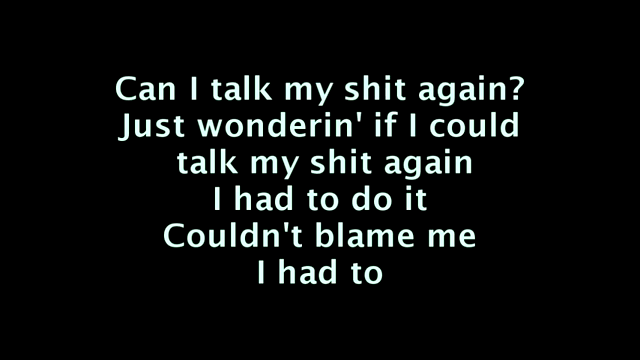 Can I talk my shit again?
Just wonderin' if I could
talk my shit again
I had to do it
Couldn't blame me
I had to